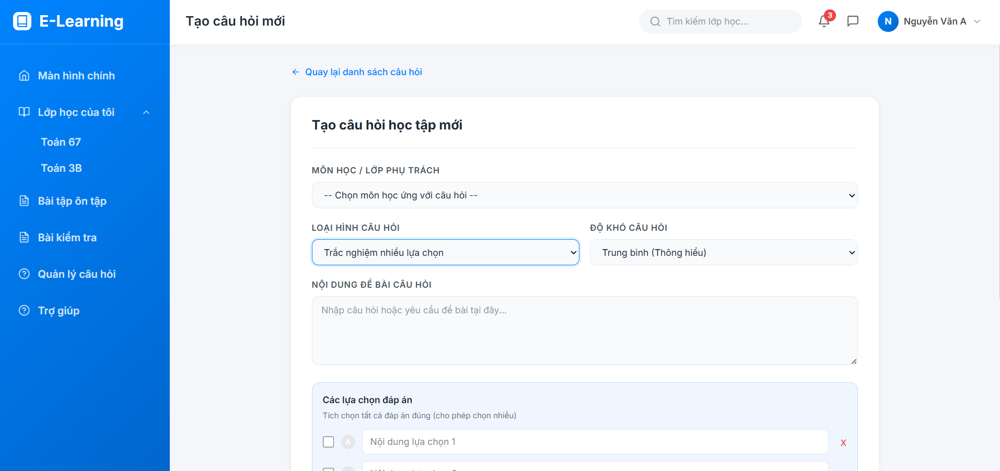 E-Learning
Tạo câu hỏi mới
Tìm kiếm lớp học...
3
N
Nguyễn Văn A
Màn hình chính
Lớp học của tôi
Toán 67
Toán 3B
Bài tập ôn tập
Bài kiểm tra
Quản lý câu hỏi
Trợ giúp
← Quay lại danh sách câu hỏi
Tạo câu hỏi học tập mới
MÔN HỌC / LỚP PHỤ TRÁCH
-- Chọn môn học ứng với câu hỏi --
LOẠI HÌNH CÂU HỎI
ĐỘ KHÓ CÂU HỎI
Trắc nghiệm nhiều lựa chọn
Trung bình (Thông hiểu)
NỘI DUNG ĐỀ BÀI CÂU HỎI
Nhập câu hỏi hoặc yêu cầu đề bài tại đây...
Các lựa chọn đáp án
Tích chọn tất cả đáp án đúng (cho phép chọn nhiều)
A
Nội dung lựa chọn 1
X